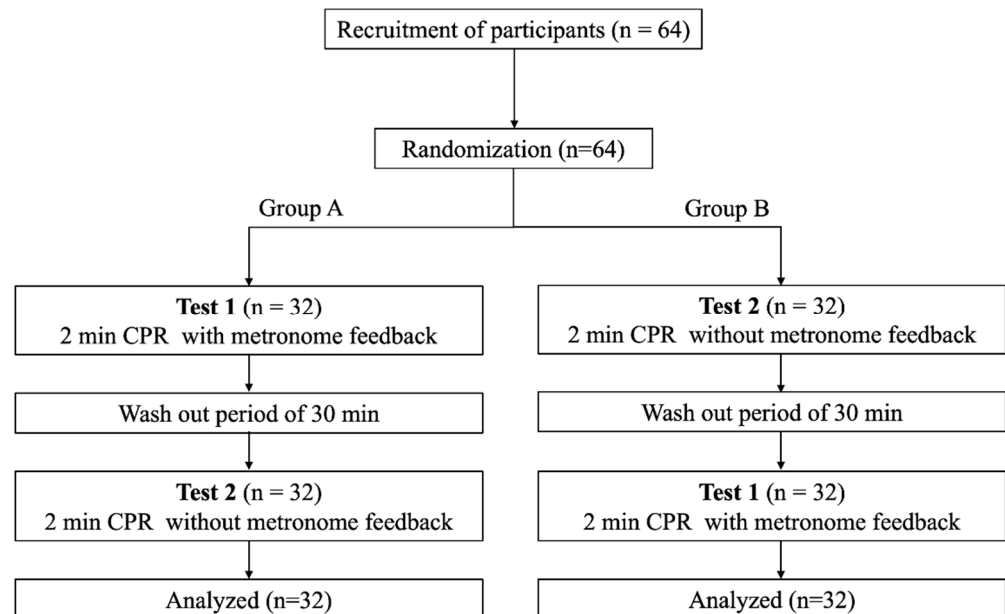 Recruitment of participants (n = 64)
Randomization (n=64)
Group A
Group B
Test 1 (n = 32)
2 min CPR with metronome feedback
Test 2 (n = 32)
2 min CPR without metronome feedback
Wash out period of 30 min
Wash out period of 30 min
Test 2 (n = 32)
2 min CPR without metronome feedback
Test 1 (n = 32)
2 min CPR with metronome feedback
Analyzed (n=32)
Analyzed (n=32)